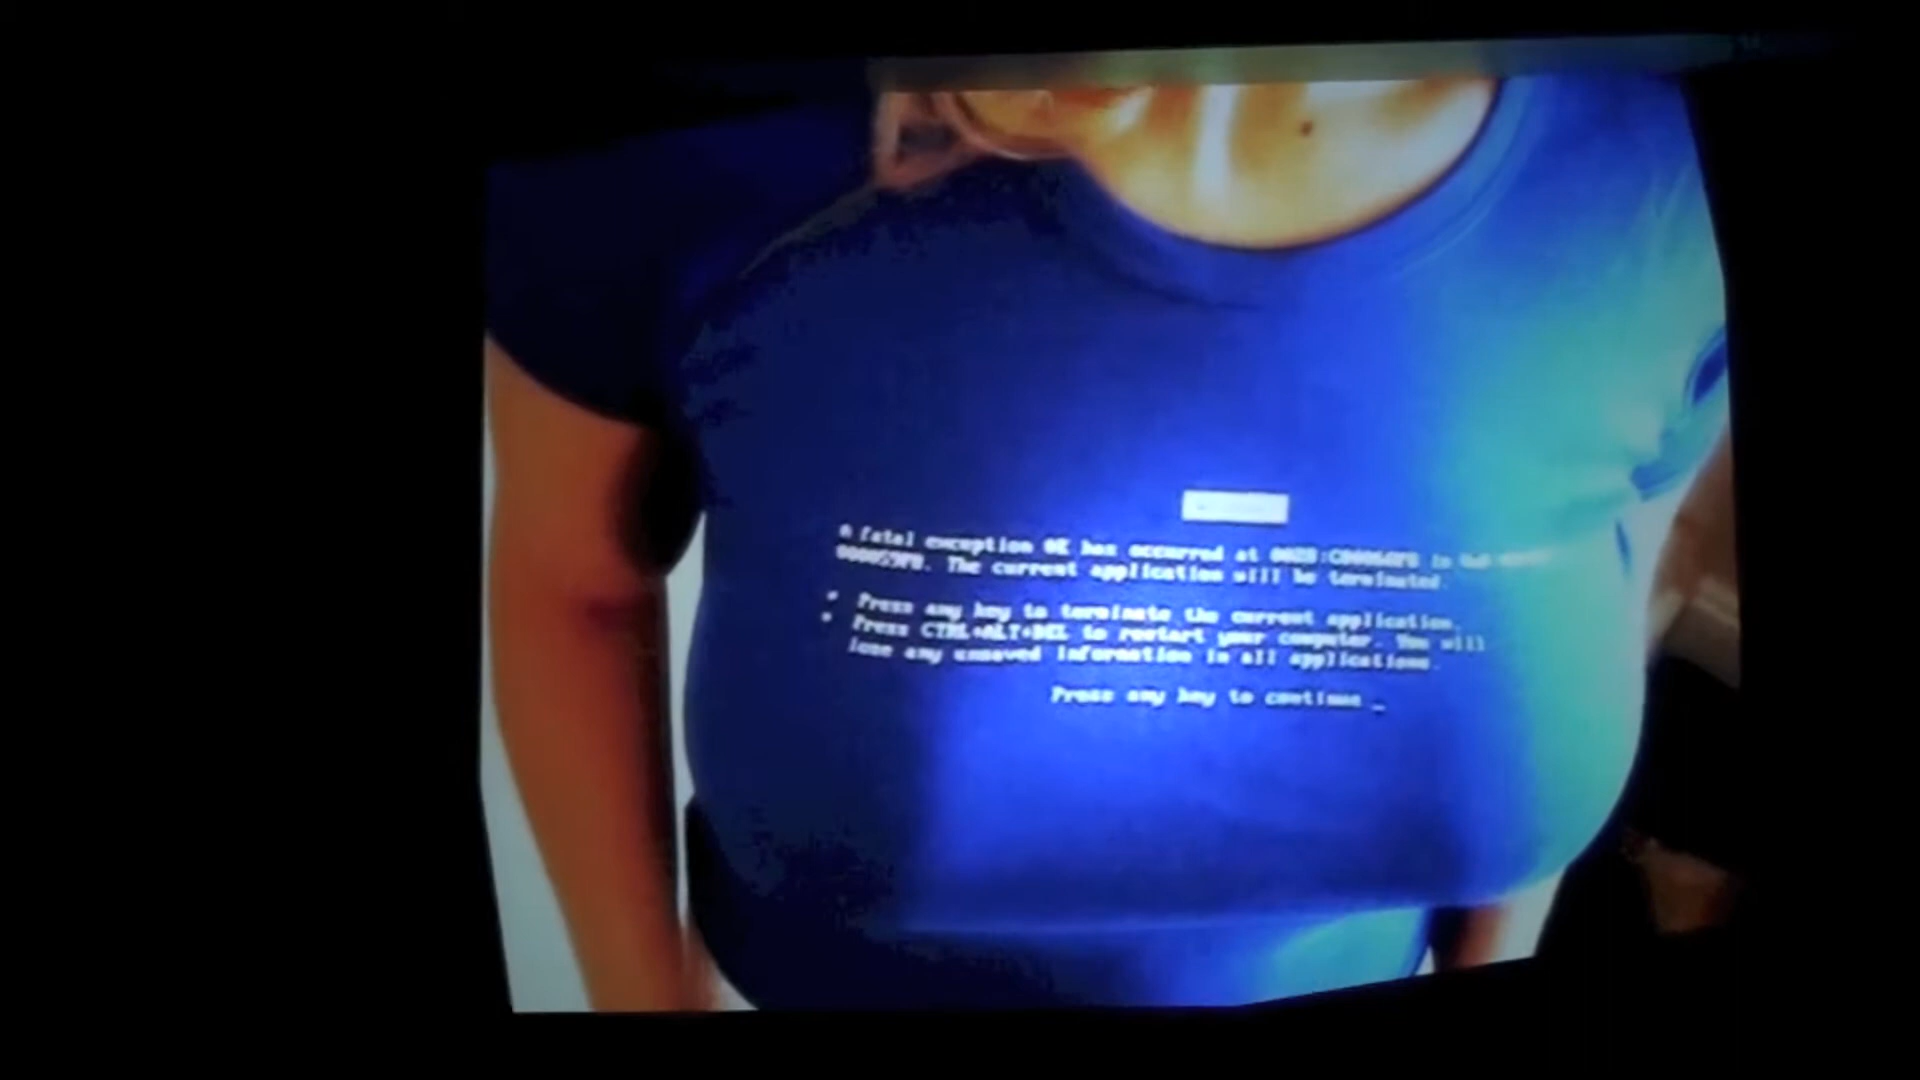 A fatal exception 0E has occurred at 0028:
The current application will be terminated.
* Press any key to terminate the current application.
* Press CTRL+ALT+DEL to restart your computer. You will
lose any unsaved information in all applications.
Press any key to continue _